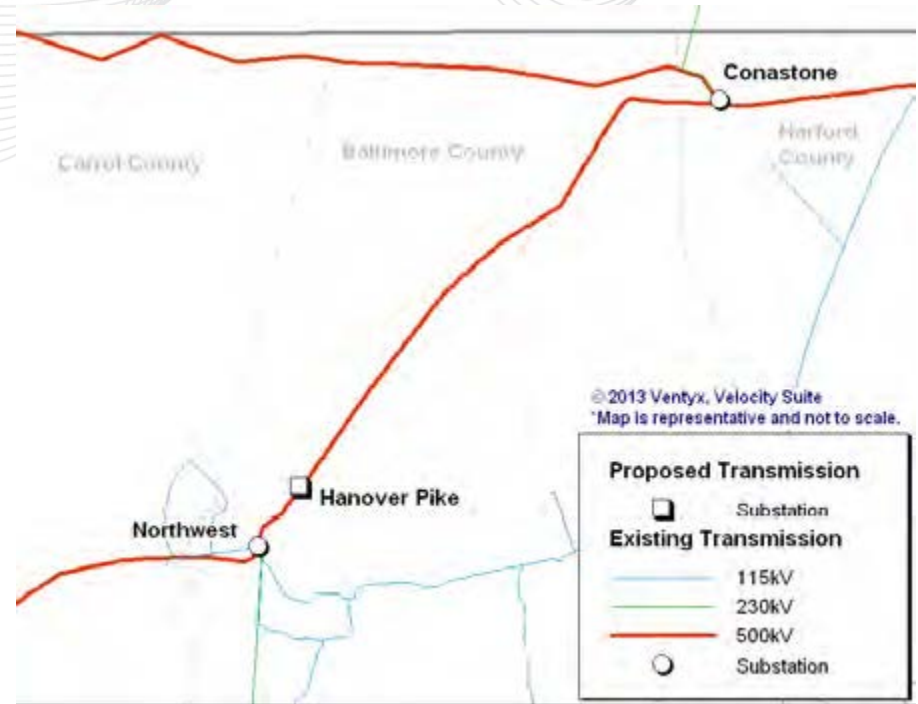 Conastone
Harford
County
Baltimore County
Carrol County
© 2013 Ventyx, Velocity Suite
*Map is representative and not to scale.
Proposed Transmission
Substation
Hanover Pike
Northwest
Existing Transmission
115kV
230kV
500kV
Substation